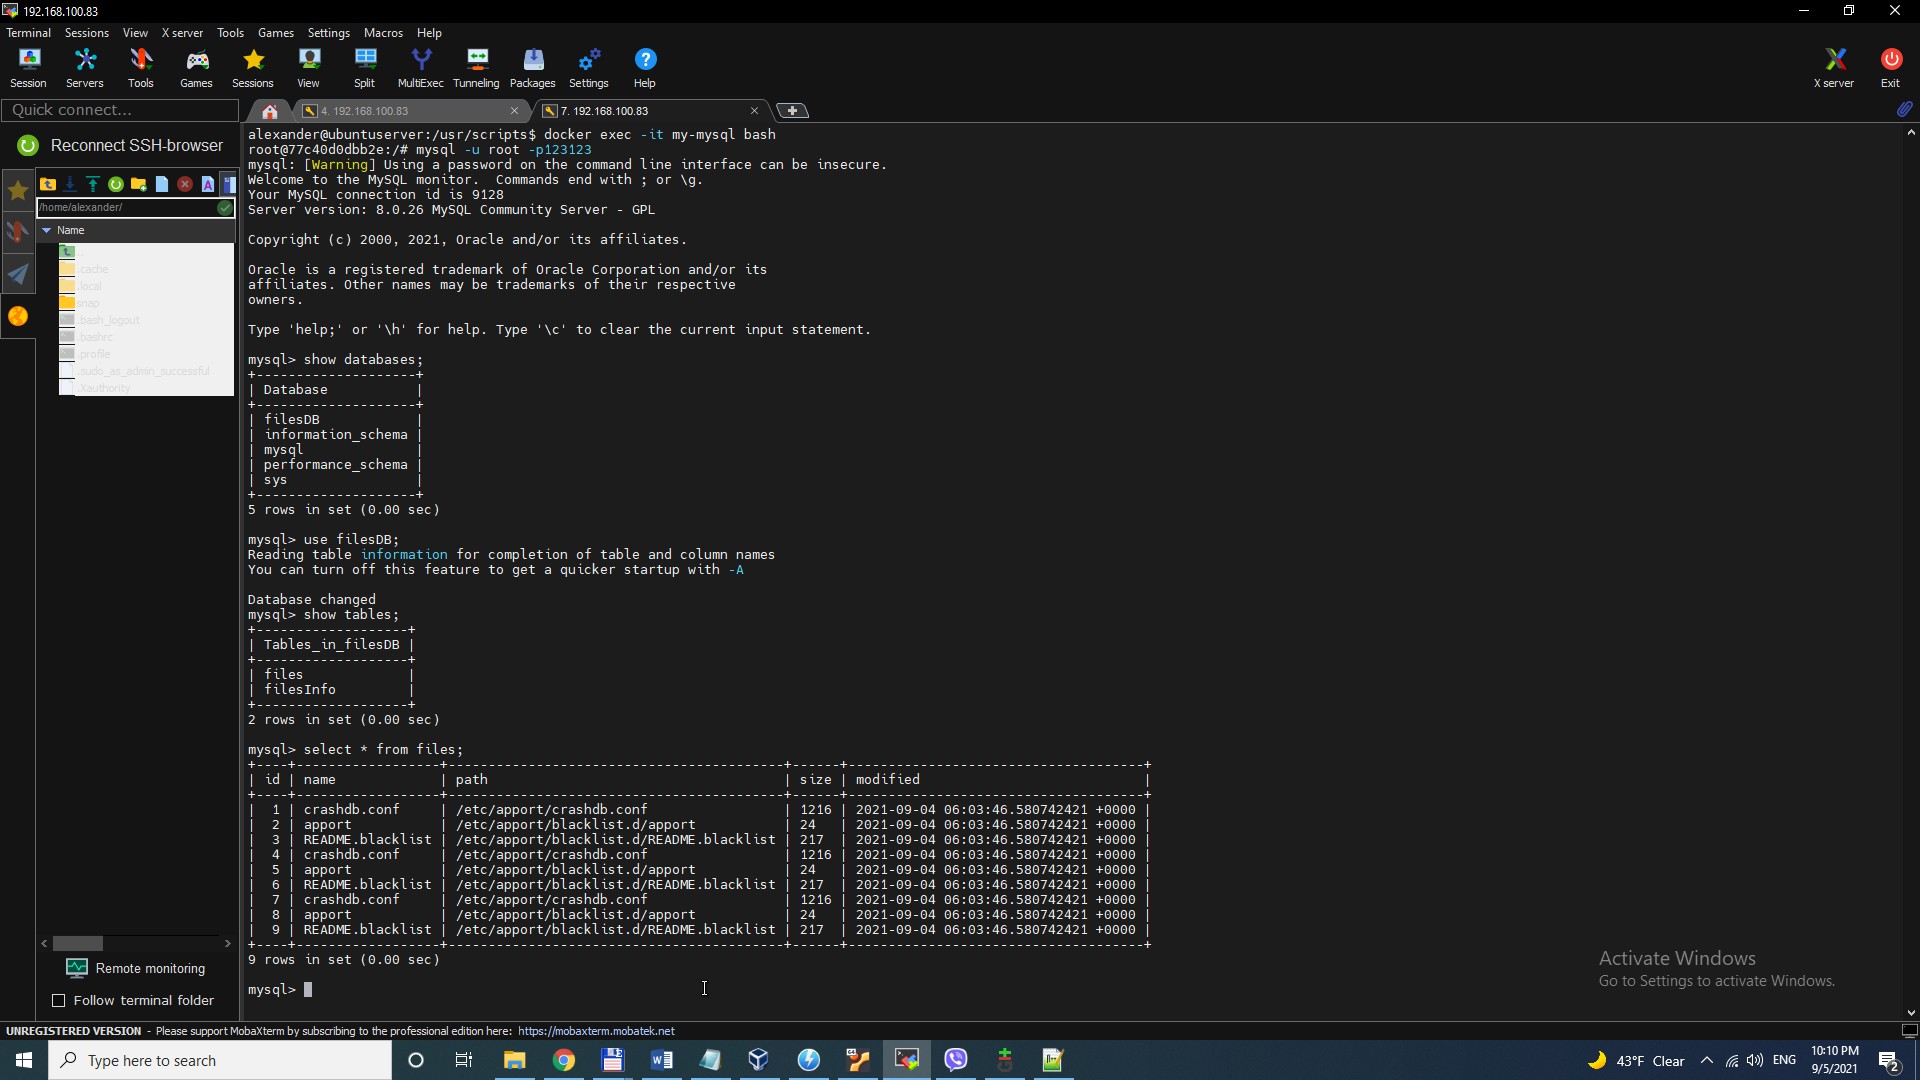 192.168.100.83
Terminal Sessions View X server Tools Games Settings Macros Help
Session Servers Tools Games Sessions View Split MultiExec Tunneling Packages Settings Help X server Exit
Quick connect...
4. 192.168.100.83
7. 192.168.100.83
Reconnect SSH-browser
/home/alexander/
Name
..
.cache
.local
snap
.bash_logout
.bashrc
.profile
.sudo_as_admin_successful
.Xauthority
Remote monitoring
Follow terminal folder
alexander@ubuntuserver:/usr/scripts$ docker exec -it my-mysql bash
root@77c40d0dbb2e:/# mysql -u root -p123123
mysql: [Warning] Using a password on the command line interface can be insecure.
Welcome to the MySQL monitor.  Commands end with ; or \g.
Your MySQL connection id is 9128
Server version: 8.0.26 MySQL Community Server - GPL
Copyright (c) 2000, 2021, Oracle and/or its affiliates.
Oracle is a registered trademark of Oracle Corporation and/or its
affiliates. Other names may be trademarks of their respective
owners.
Type 'help;' or '\h' for help. Type '\c' to clear the current input statement.
mysql> show databases;
+--------------------+
| Database           |
+--------------------+
| filesDB            |
| information_schema |
| mysql              |
| performance_schema |
| sys                |
+--------------------+
5 rows in set (0.00 sec)
mysql> use filesDB;
Reading table information for completion of table and column names
You can turn off this feature to get a quicker startup with -A
Database changed
mysql> show tables;
+-------------------+
| Tables_in_filesDB |
+-------------------+
| files             |
| filesInfo         |
+-------------------+
2 rows in set (0.00 sec)
mysql> select * from files;
+----+------------------+------------------------------------------+------+-------------------------------------+
| id | name             | path                                    | size | modified                            |
+----+------------------+------------------------------------------+------+-------------------------------------+
|  1 | crashdb.conf     | /etc/apport/crashdb.conf                | 1216 | 2021-09-04 06:03:46.580742421 +0000 |
|  2 | apport           | /etc/apport/blacklist.d/apport          | 24   | 2021-09-04 06:03:46.580742421 +0000 |
|  3 | README.blacklist | /etc/apport/blacklist.d/README.blacklist | 217  | 2021-09-04 06:03:46.580742421 +0000 |
|  4 | crashdb.conf     | /etc/apport/crashdb.conf                | 1216 | 2021-09-04 06:03:46.580742421 +0000 |
|  5 | apport           | /etc/apport/blacklist.d/apport          | 24   | 2021-09-04 06:03:46.580742421 +0000 |
|  6 | README.blacklist | /etc/apport/blacklist.d/README.blacklist | 217  | 2021-09-04 06:03:46.580742421 +0000 |
|  7 | crashdb.conf     | /etc/apport/crashdb.conf                | 1216 | 2021-09-04 06:03:46.580742421 +0000 |
|  8 | apport           | /etc/apport/blacklist.d/apport          | 24   | 2021-09-04 06:03:46.580742421 +0000 |
|  9 | README.blacklist | /etc/apport/blacklist.d/README.blacklist | 217  | 2021-09-04 06:03:46.580742421 +0000 |
+----+------------------+------------------------------------------+------+-------------------------------------+
9 rows in set (0.00 sec)
mysql>
Activate Windows
Go to Settings to activate Windows.
UNREGISTERED VERSION - Please support MobaXterm by subscribing to the professional edition here: https://mobaxterm.mobatek.net
Type here to search
43°F Clear
ENG
10:10 PM
9/5/2021
2